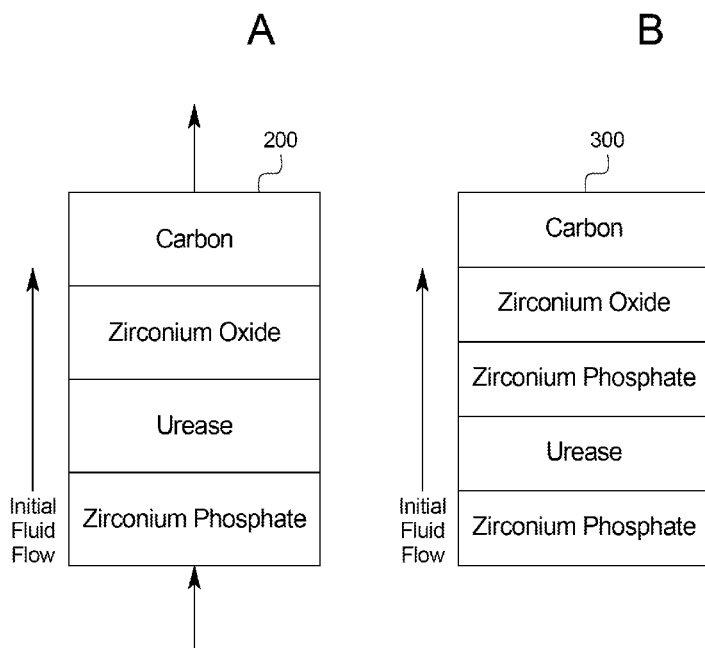 A
B
200
300
Carbon
Zirconium Oxide
Urease
Zirconium Phosphate
Initial
Fluid
Flow
Carbon
Zirconium Oxide
Zirconium Phosphate
Urease
Zirconium Phosphate
Initial
Fluid
Flow